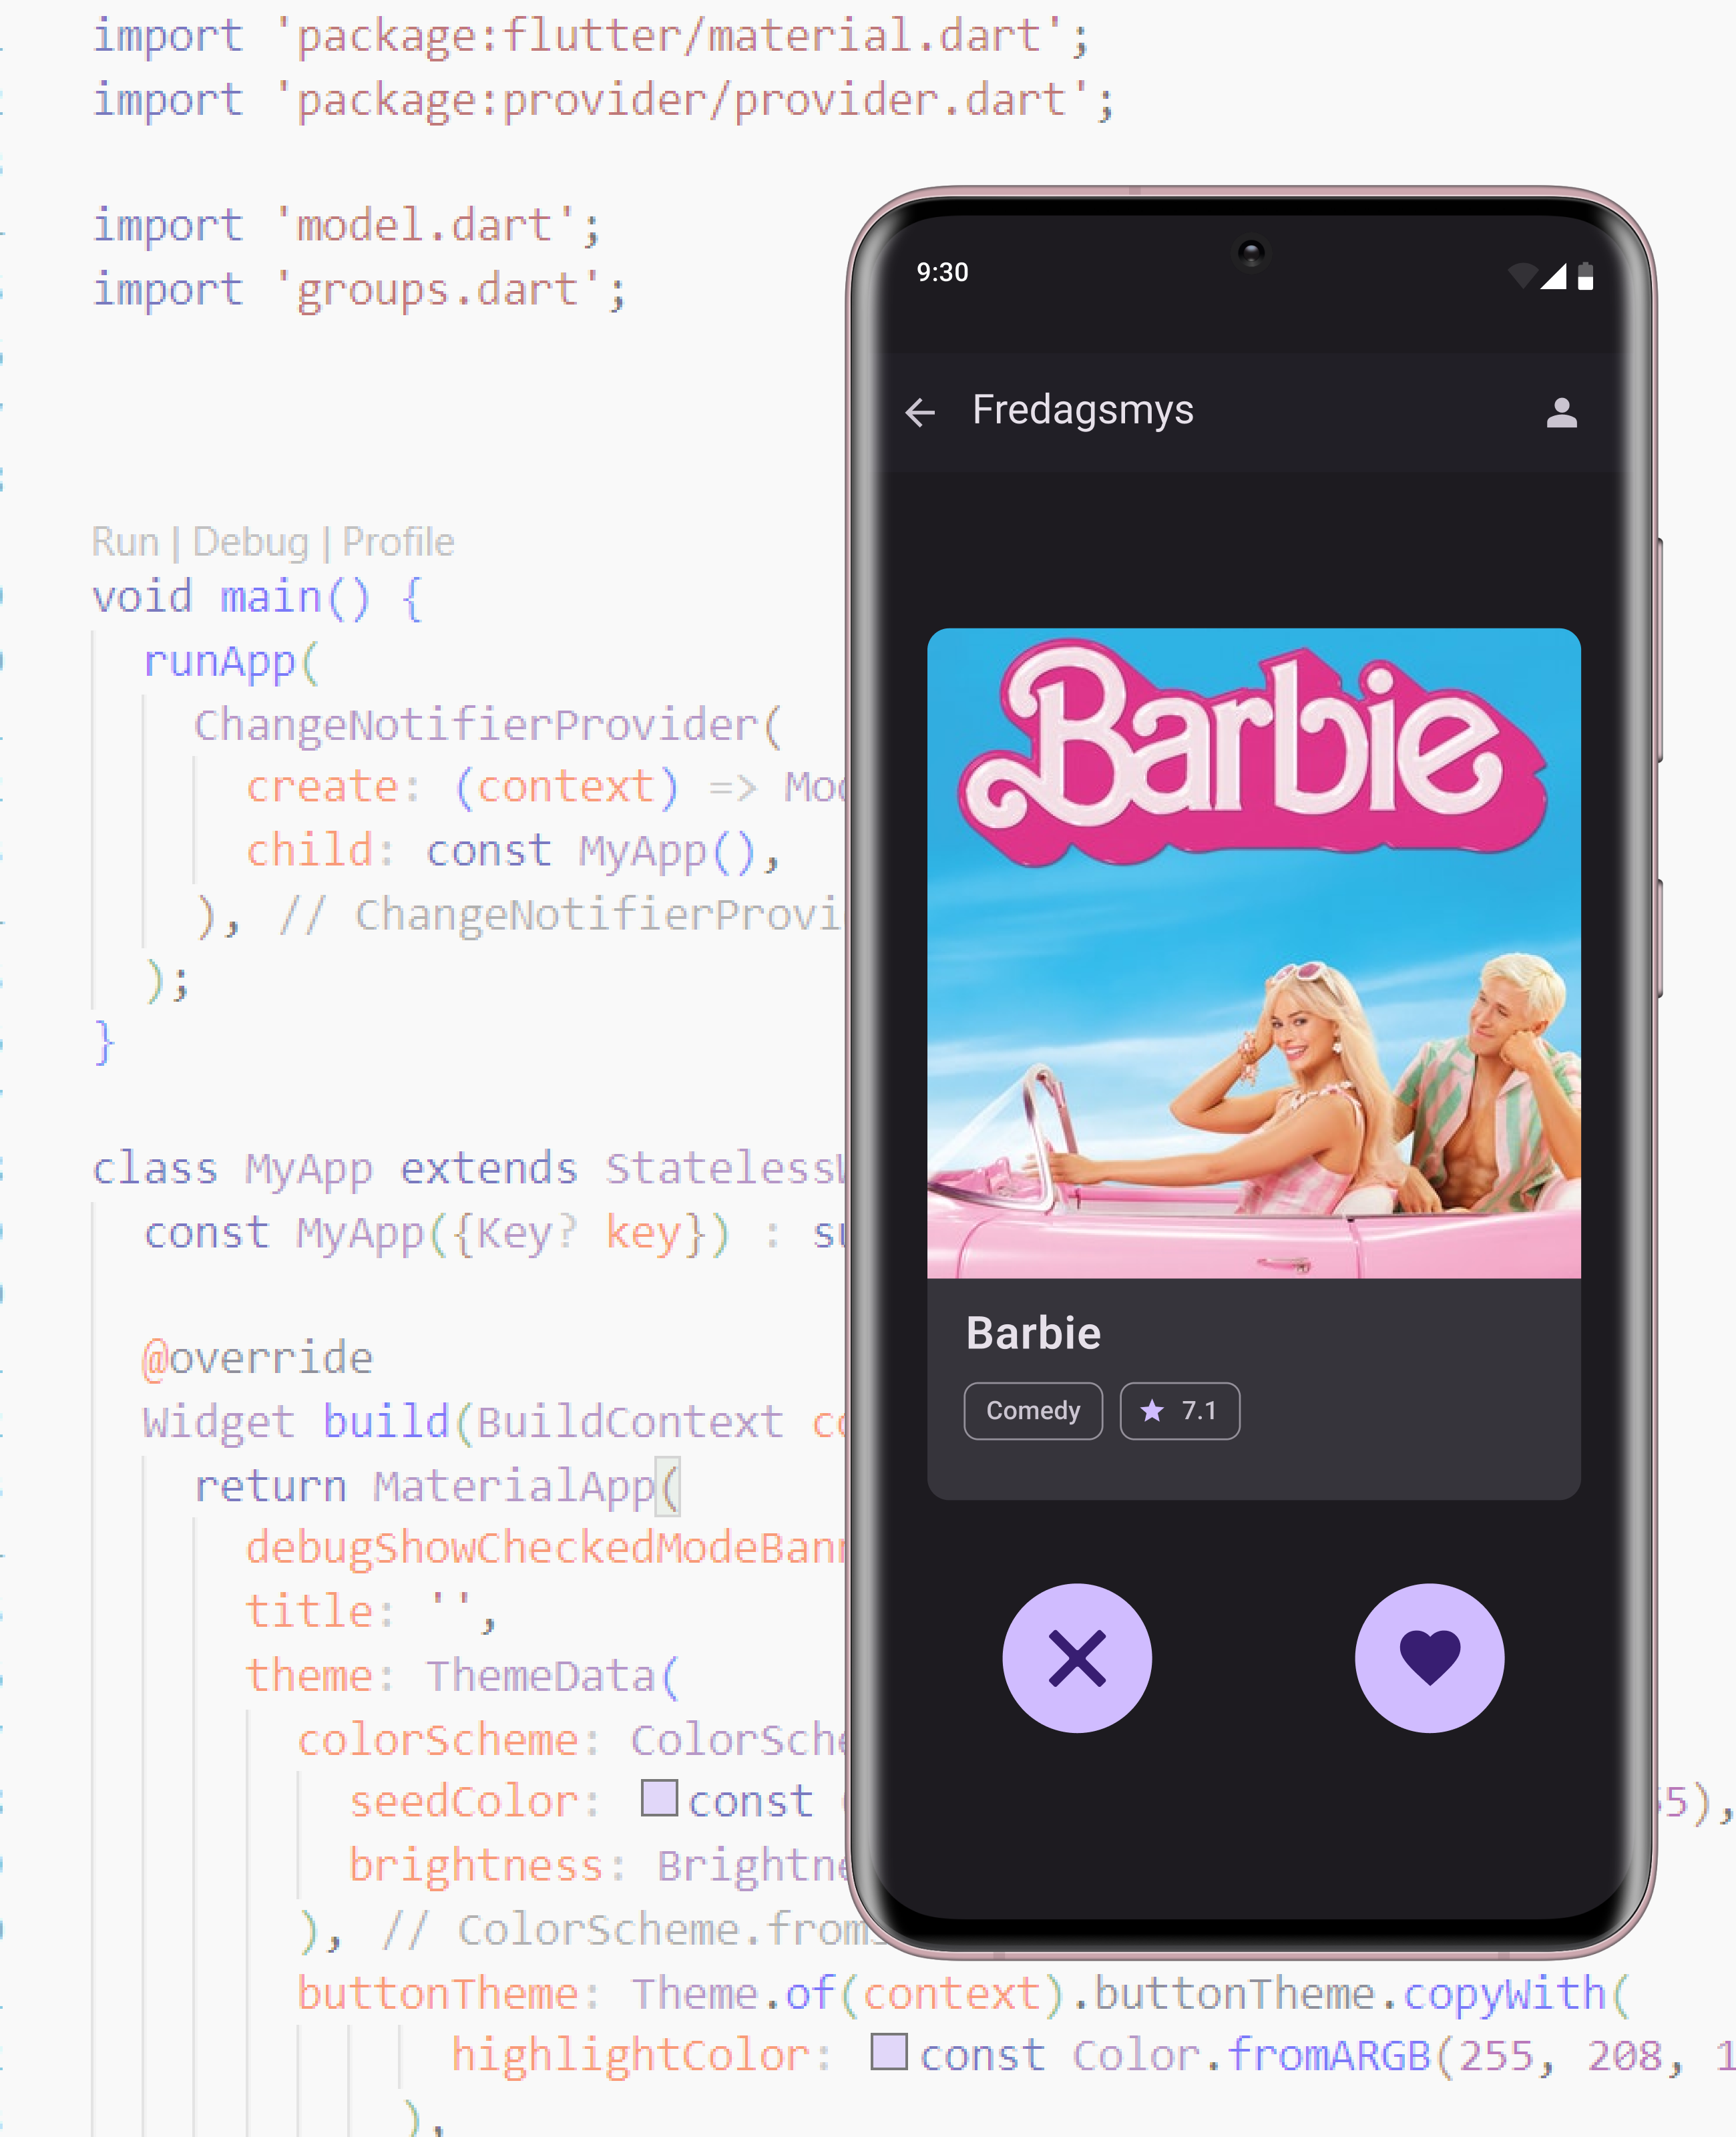 import 'package:flutter/material.dart';
import 'package:provider/provider.dart';
import 'model.dart';
import 'groups.dart';
Run | Debug | Profile
void main() {
runApp(
ChangeNotifierProvider(
create: (context) =>
child: const MyApp(),
), // ChangeNotifierProvi
);
}
class MyApp extends Stateless
const MyApp({Key? key}) :
@override
Widget build(BuildContext
return MaterialApp(
debugShowCheckedModeBan
title: '',
theme: ThemeData(
colorScheme: ColorSche
seedColor: const 5),
brightness: Brightne
), // ColorScheme.from
buttonTheme: Theme.of(context).buttonTheme.copyWith(
highlightColor: const Color.fromARGB(255, 208, 1
),
9:30
Fredagsmys
Barbie
Barbie
Comedy
7.1